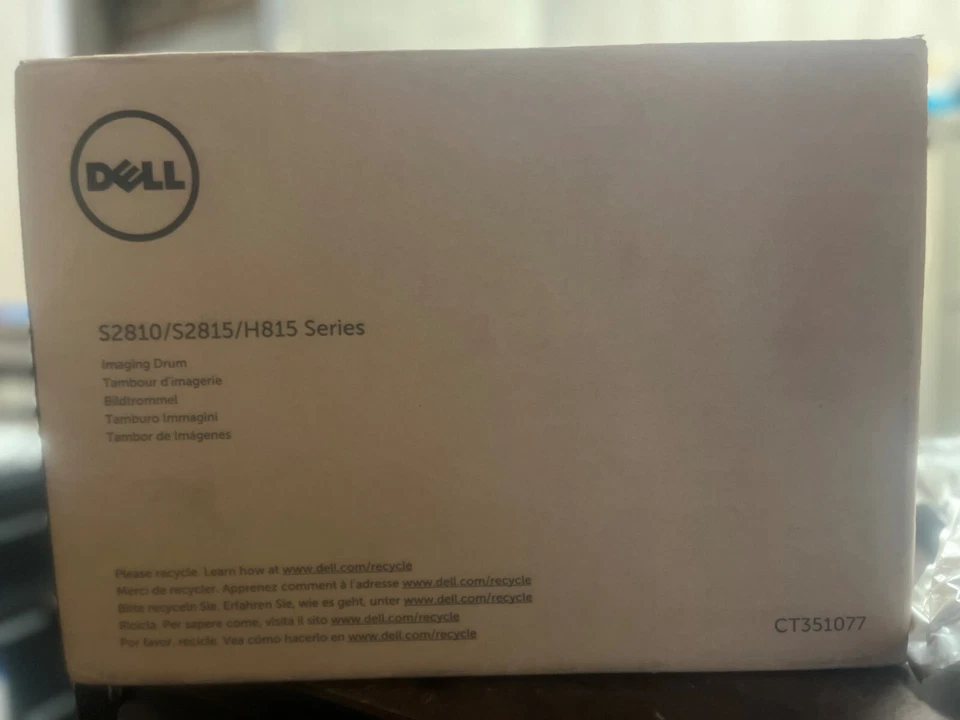 DELL
S2810/S2815/H815 Series
Imaging Drum
Tambour d'imagerie
Bildtrommel
Tamburo Immagini
Tambor de Imágenes
Please recycle. Learn how at www.dell.com/recycle
Merci de recycler. Apprenez comment à l'adresse www.dell.com/recycle
Bitte recyceln Sie. Erfahren Sie, wie es geht, unter www.dell.com/recycle
Ricicla. Per sapere come, visita il sito www.dell.com/recycle
Por favor, recicle. Vea cómo hacerlo en www.dell.com/recycle
CT351077